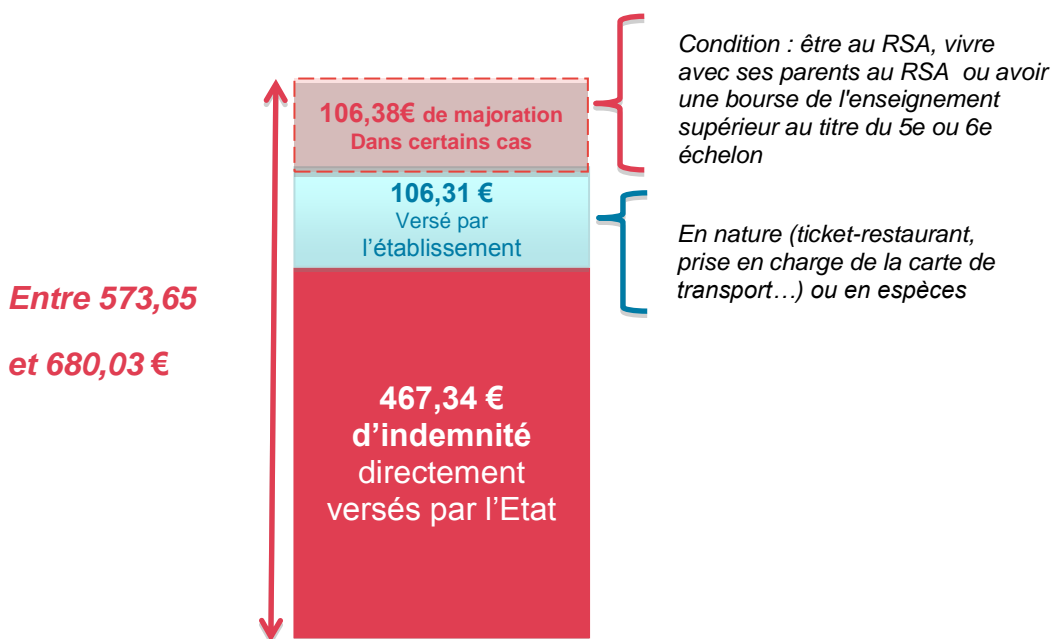 Condition : être au RSA, vivre
avec ses parents au RSA ou avoir
une bourse de l'enseignement
supérieur au titre du 5e ou 6e
échelon
106,38€ de majoration
Dans certains cas
106,31 €
Versé par
l'établissement
En nature (ticket-restaurant,
prise en charge de la carte de
transport…) ou en espèces
Entre 573,65
et 680,03 €
467,34 €
d'indemnité
directement
versés par l'Etat